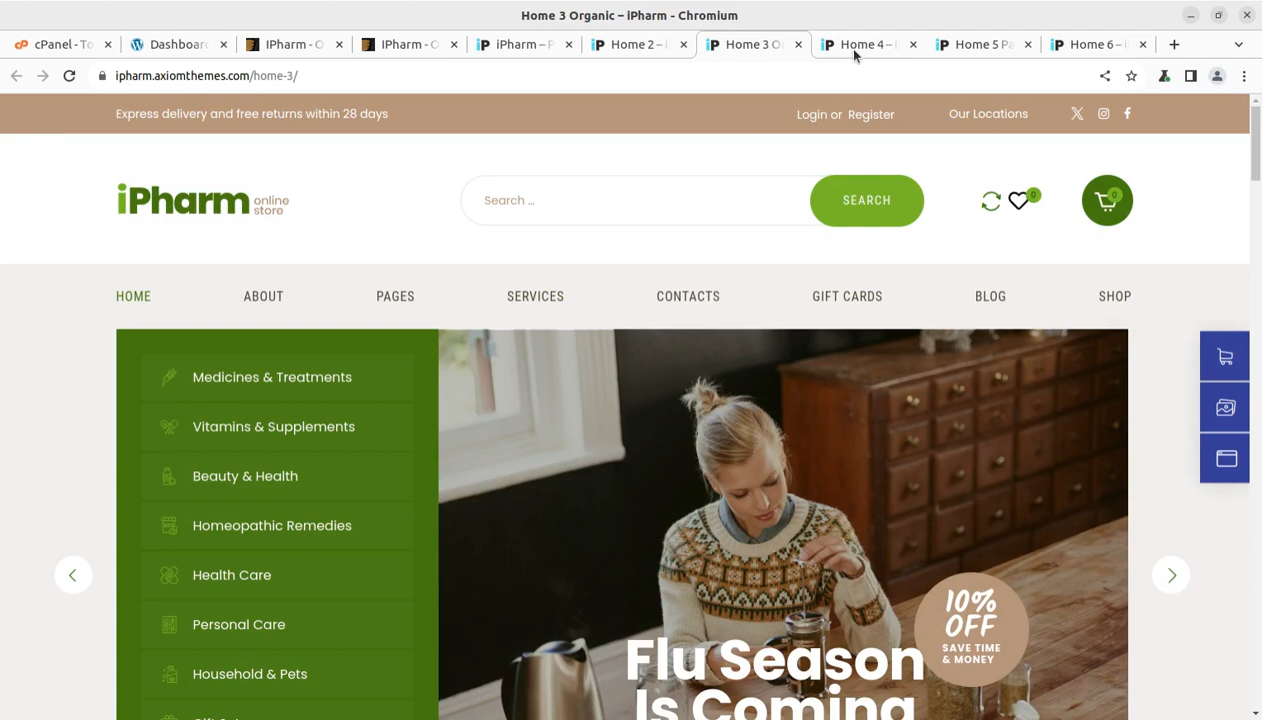 Home 3 Organic – iPharm - Chromium
cPanel - To
Dashboar
IPharm - O
IPharm - O
iPharm – P
Home 2 – i
Home 3 O
Home 4 – i
Home 5 Pa
Home 6 – i
ipharm.axiomthemes.com/home-3/
Express delivery and free returns within 28 days
Login or Register
Our Locations
iPharm online store
Search ...
SEARCH
0
0
HOME
ABOUT
PAGES
SERVICES
CONTACTS
GIFT CARDS
BLOG
SHOP
Medicines & Treatments
Vitamins & Supplements
Beauty & Health
Homeopathic Remedies
Health Care
Personal Care
Household & Pets
10%
OFF
SAVE TIME
& MONEY
Flu Season
Is Coming